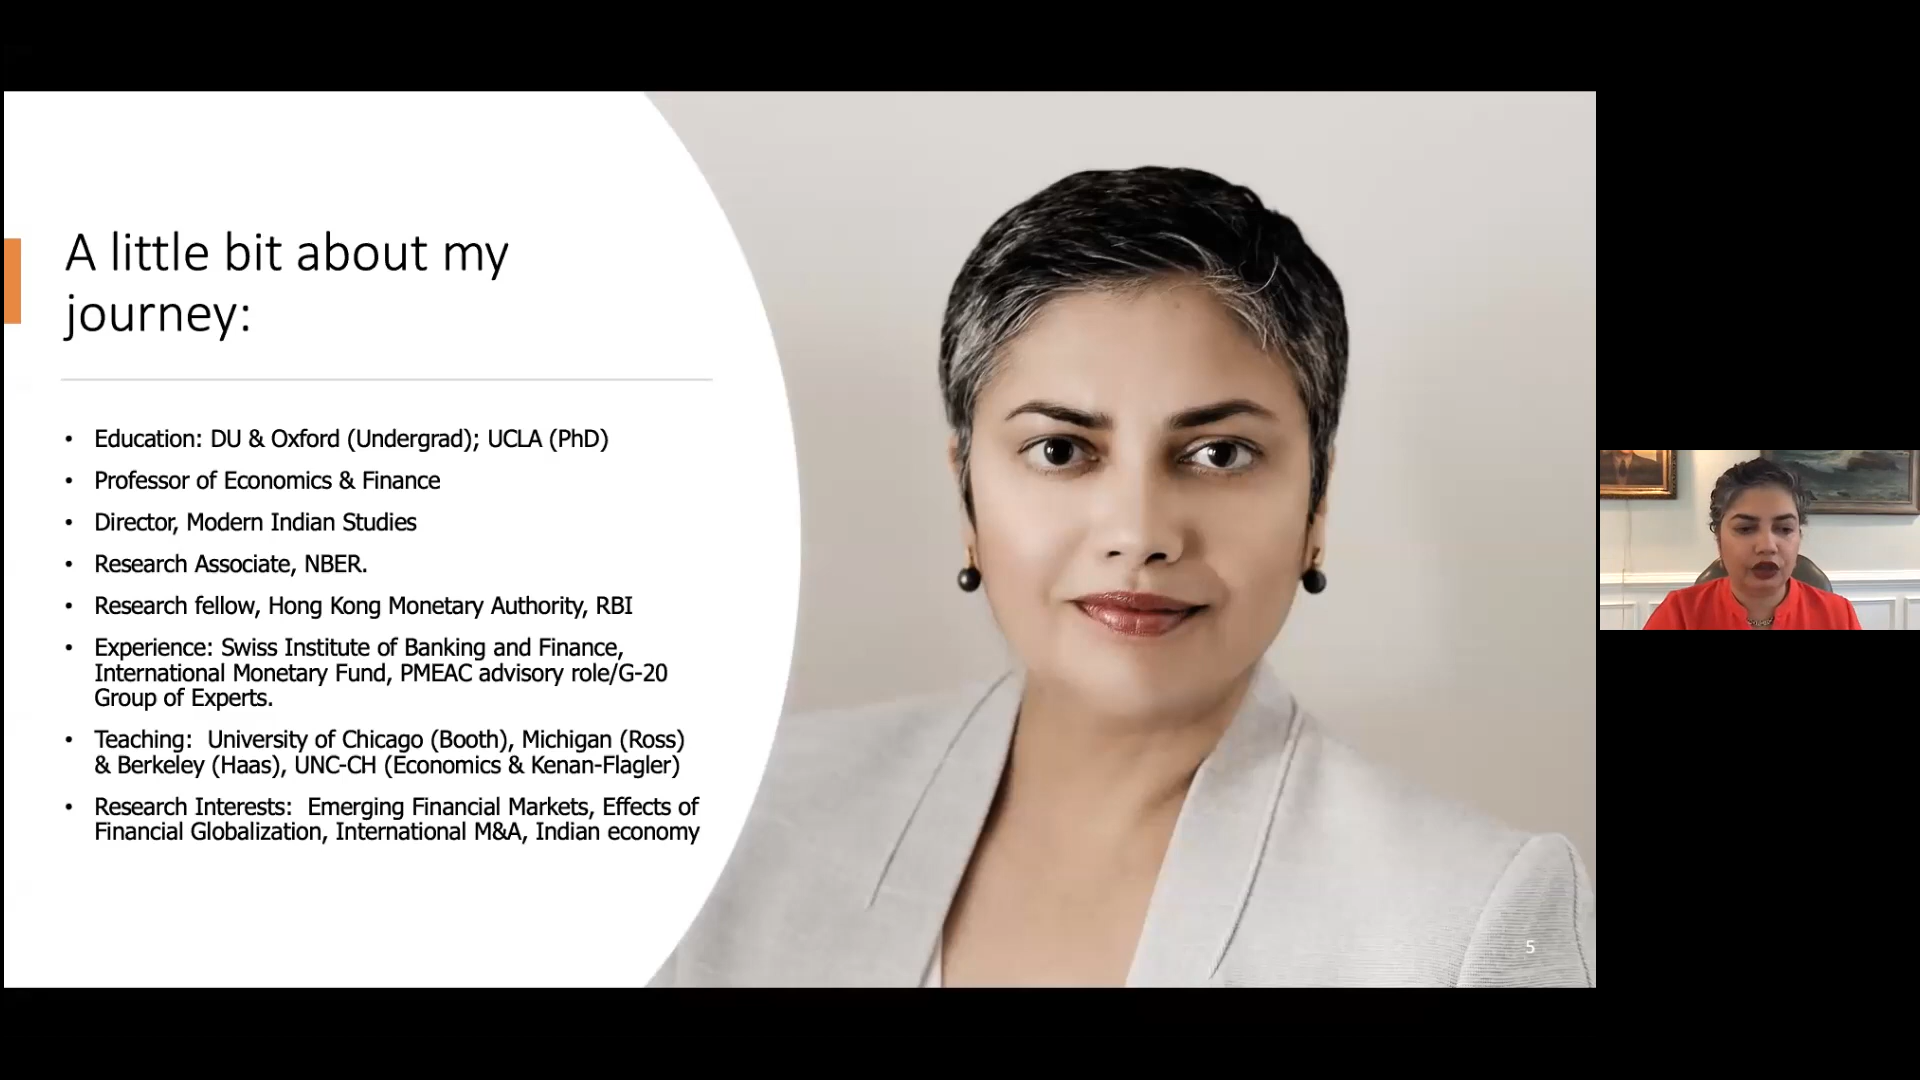 A little bit about my
journey:
• Education: DU & Oxford (Undergrad); UCLA (PhD)
• Professor of Economics & Finance
• Director, Modern Indian Studies
• Research Associate, NBER.
• Research fellow, Hong Kong Monetary Authority, RBI
• Experience: Swiss Institute of Banking and Finance,
International Monetary Fund, PMEAC advisory role/G-20
Group of Experts.
• Teaching:  University of Chicago (Booth), Michigan (Ross)
& Berkeley (Haas), UNC-CH (Economics & Kenan-Flagler)
• Research Interests:  Emerging Financial Markets, Effects of
Financial Globalization, International M&A, Indian economy
5